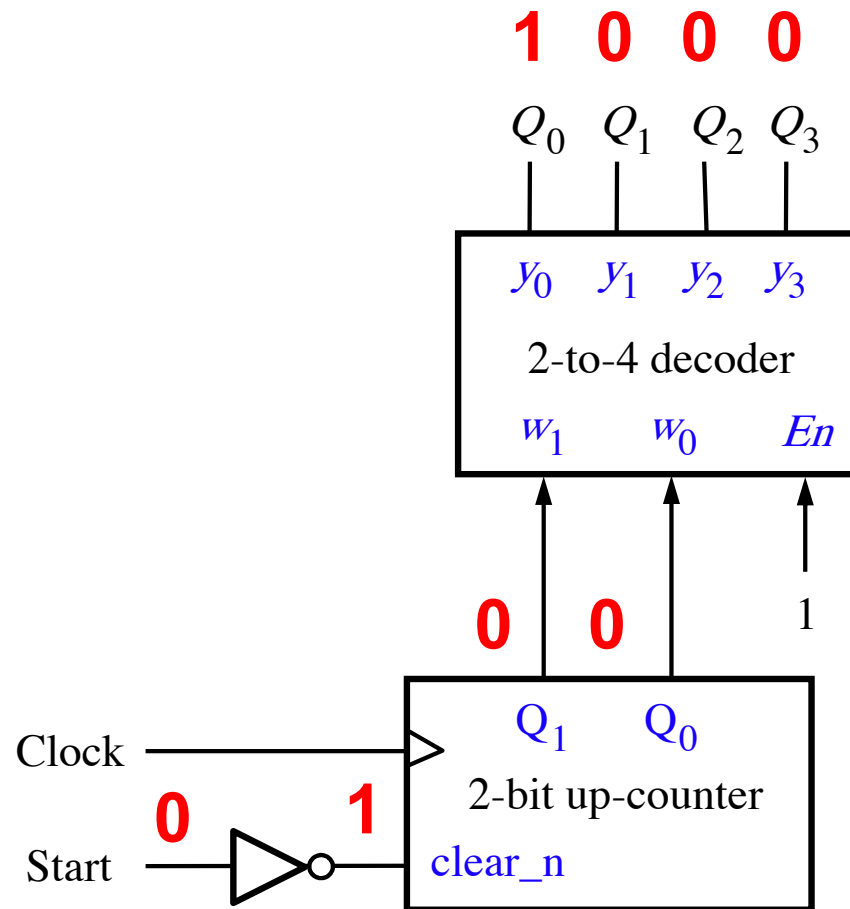 1 0 0 0
Q0 Q1 Q2 Q3
y0 y1 y2 y3
2-to-4 decoder
w1 w0 En
1
0 0
Q1 Q0
Clock
2-bit up-counter
0 1
Start
clear_n